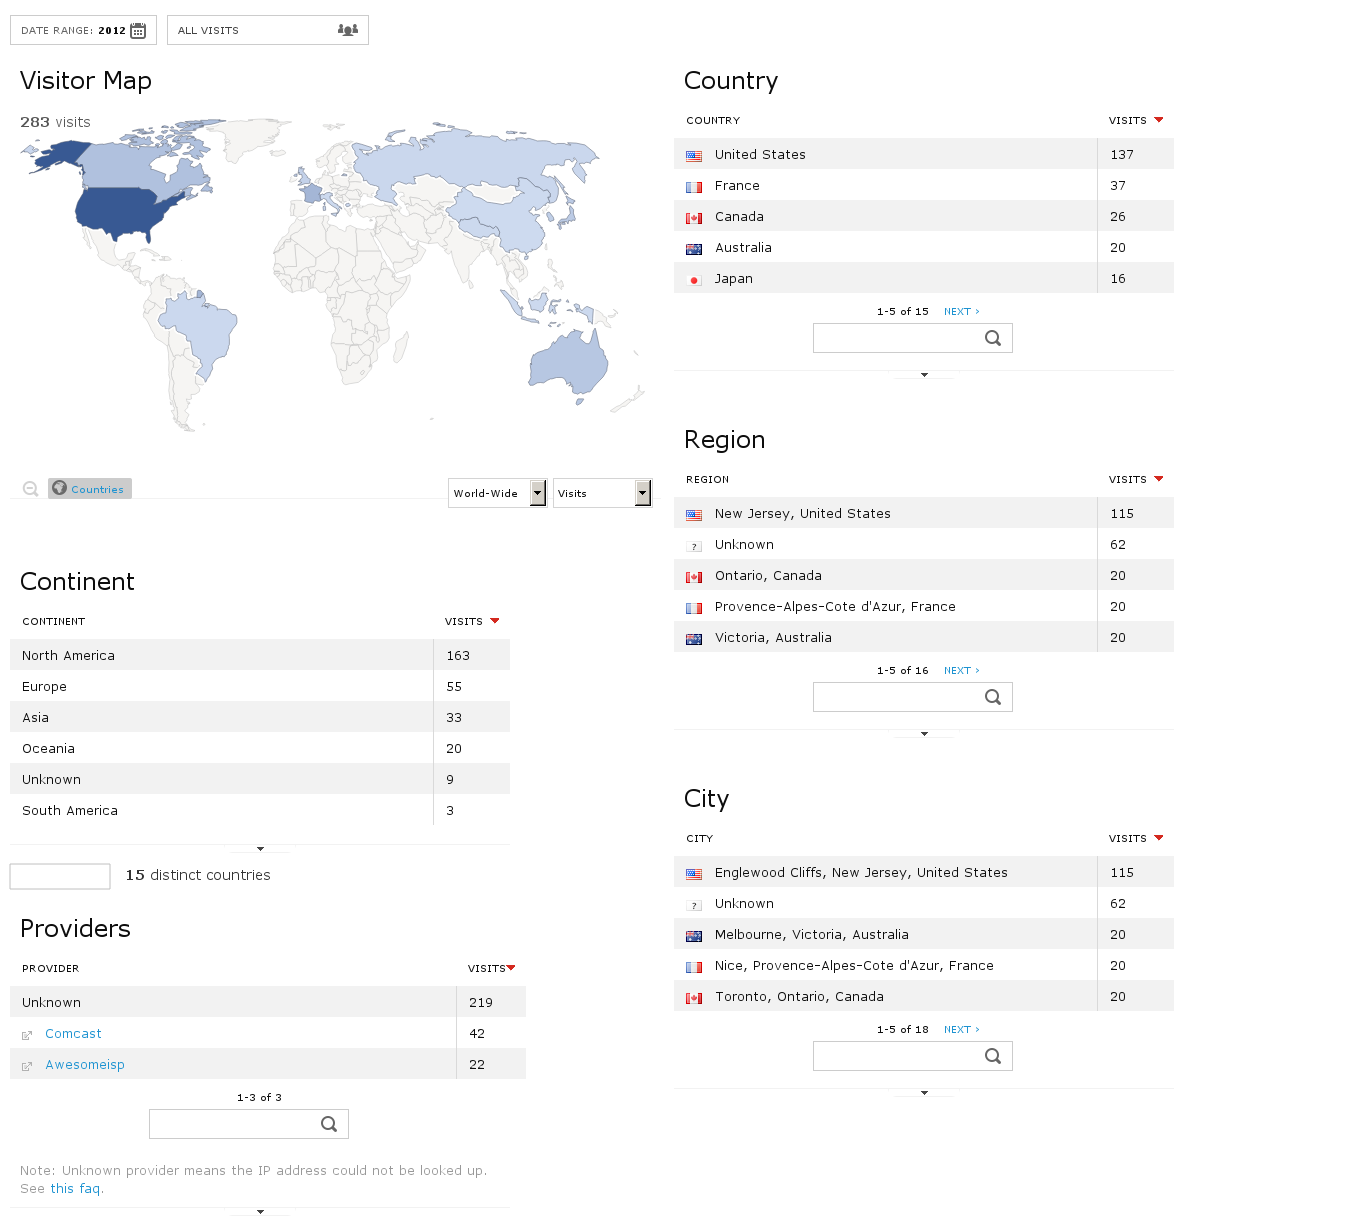 DATE RANGE: 2012
ALL VISITS
Visitor Map
283 visits
Countries
World-Wide
Visits
Continent
CONTINENT VISITS
North America 163
Europe 55
Asia 33
Oceania 20
Unknown 9
South America 3
15 distinct countries
Providers
PROVIDER VISITS
Unknown 219
Comcast 42
Awesomeisp 22
1-3 of 3
Note: Unknown provider means the IP address could not be looked up.
See this faq.
Country
COUNTRY VISITS
United States 137
France 37
Canada 26
Australia 20
Japan 16
1-5 of 15 NEXT ›
Region
REGION VISITS
New Jersey, United States 115
? Unknown 62
Ontario, Canada 20
Provence-Alpes-Cote d'Azur, France 20
Victoria, Australia 20
1-5 of 16 NEXT ›
City
CITY VISITS
Englewood Cliffs, New Jersey, United States 115
? Unknown 62
Melbourne, Victoria, Australia 20
Nice, Provence-Alpes-Cote d'Azur, France 20
Toronto, Ontario, Canada 20
1-5 of 18 NEXT ›